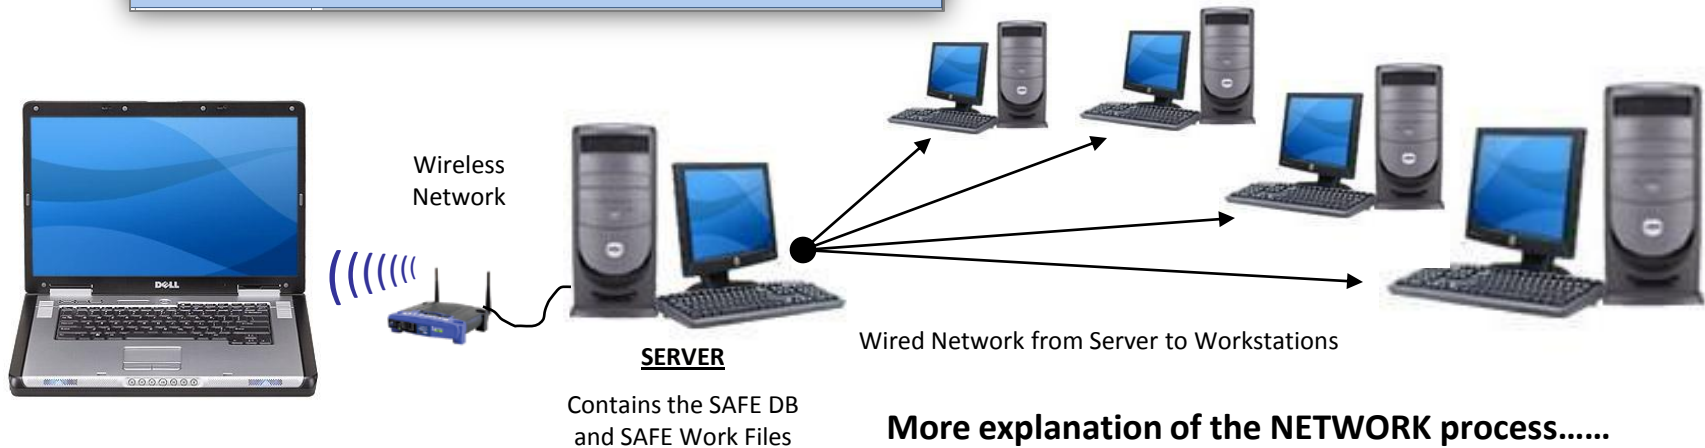 Wireless
Network
DELL
SERVER
Contains the SAFE DB
and SAFE Work Files
Wired Network from Server to Workstations
More explanation of the NETWORK process……